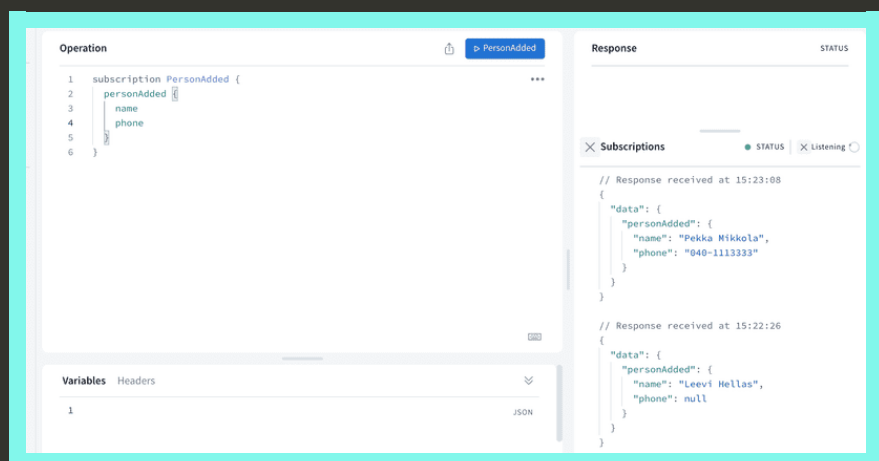 Operation
PersonAdded
1 subscription PersonAdded {
2 personAdded {
3 name
4 phone
5 }
6 }
Variables Headers
1
JSON
Response STATUS
Subscriptions STATUS Listening
// Response received at 15:23:08
{
"data": {
"personAdded": {
"name": "Pekka Mikkola",
"phone": "040-1113333"
}
}
}
// Response received at 15:22:26
{
"data": {
"personAdded": {
"name": "Leevi Hellas",
"phone": null
}
}
}